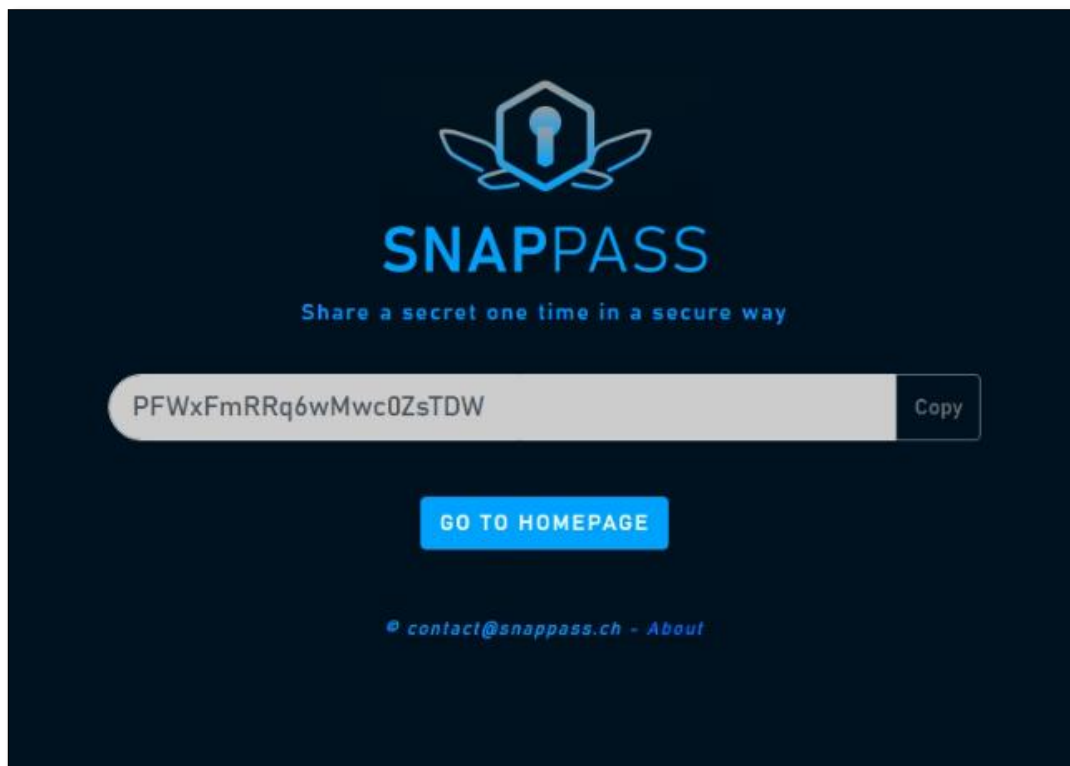 SNAPPASS
Share a secret one time in a secure way
PFWxFmRRq6wMwc0ZsTDW
Copy
GO TO HOMEPAGE
© contact@snappass.ch - About